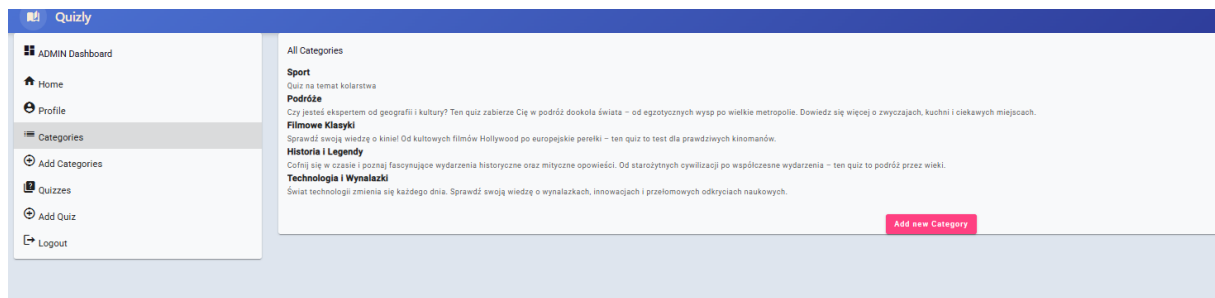 Quizly
ADMIN Dashboard
Home
Profile
Categories
Add Categories
Quizzes
Add Quiz
Logout
All Categories
Sport
Quiz na temat kolarstwa
Podróże
Czy jesteś ekspertem od geografii i kultury? Ten quiz zabierze Cię w podróż dookoła świata – od egzotycznych wysp po wielkie metropolie. Dowiedz się więcej o zwyczajach, kuchni i ciekawych miejscach.
Filmowe Klasyki
Sprawdź swoją wiedzę o kinie! Od kultowych filmów Hollywood po europejskie perełki – ten quiz to test dla prawdziwych kinomanów.
Historia i Legendy
Cofnij się w czasie i poznaj fascynujące wydarzenia historyczne oraz mityczne opowieści. Od starożytnych cywilizacji po współczesne wydarzenia – ten quiz to podróż przez wieki.
Technologia i Wynalazki
Świat technologii zmienia się każdego dnia. Sprawdź swoją wiedzę o wynalazkach, innowacjach i przełomowych odkryciach naukowych.
Add new Category